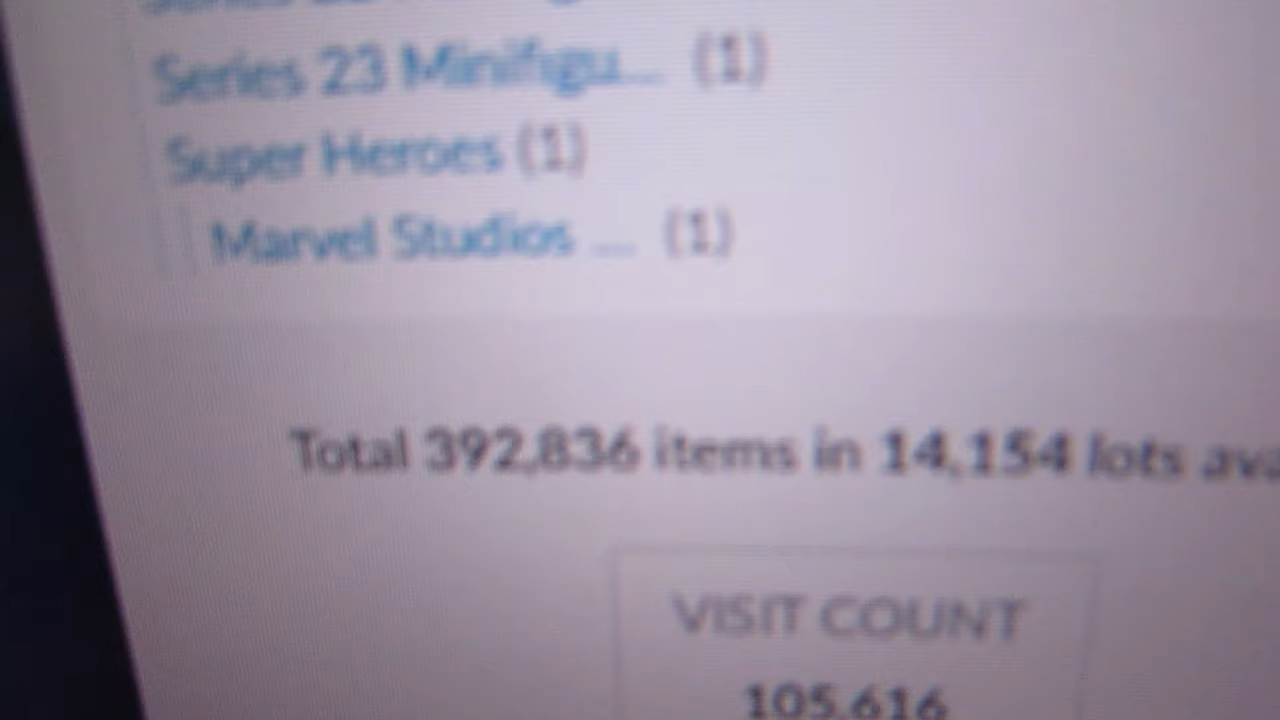 Series 23 Minifigu... (1)
Super Heroes (1)
Marvel Studios ... (1)
Total 392,836 items in 14,154 lots ava
VISIT COUNT
105,616